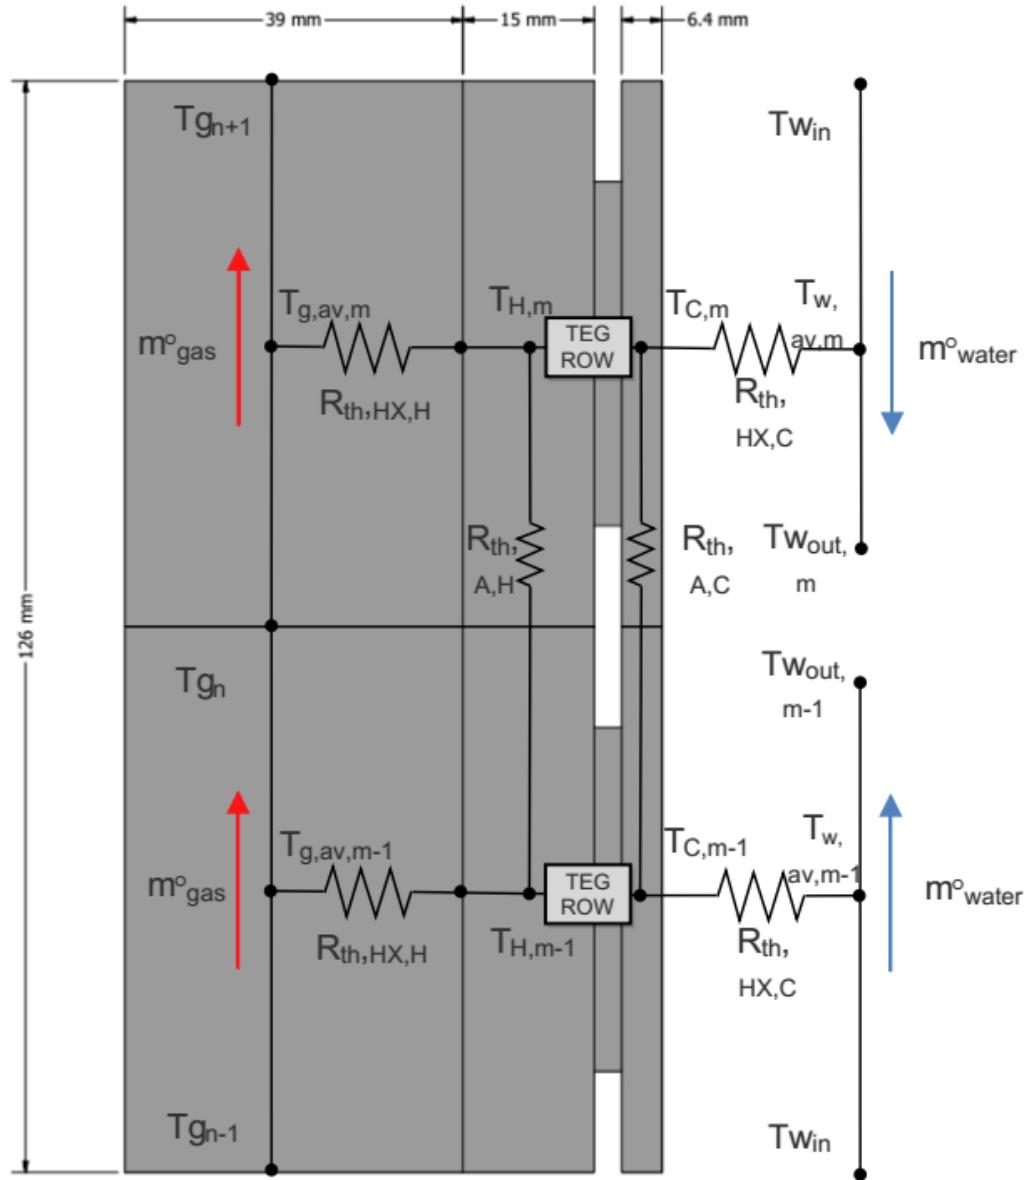 39 mm
15 mm
6.4 mm
Tgn+1
Twin
Tg,av,m
TH,m
TEG
ROW
TC,m
Tw,
av,m
m°gas
m°water
Rth,HX,H
Rth,
HX,C
Rth,
A,H
Rth,
A,C
Twout,
m
126 mm
Tgn
Twout,
m-1
Tg,av,m-1
TC,m-1
Tw,
av,m-1
TEG
ROW
m°gas
m°water
Rth,HX,H
TH,m-1
Rth,
HX,C
Tgn-1
Twin